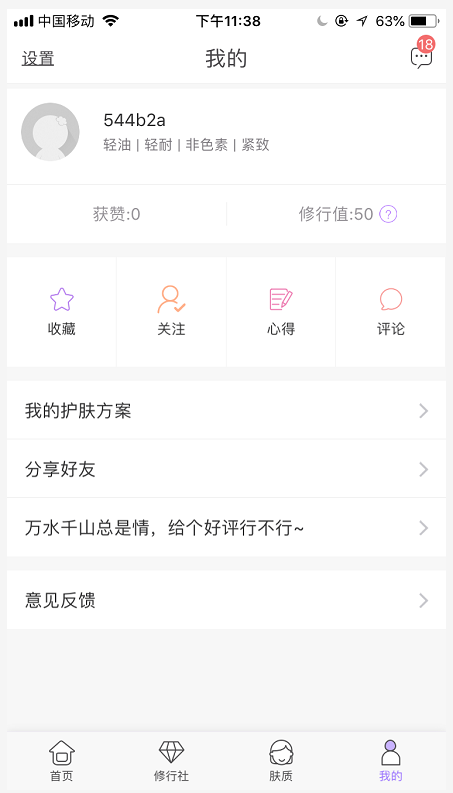 中国移动 下午11:38 63%
设置 我的 18
544b2a
轻油 | 轻耐 | 非色素 | 紧致
获赞:0 修行值:50 ?
收藏 关注 心得 评论
我的护肤方案
分享好友
万水千山总是情，给个好评行不行~
意见反馈
首页 修行社 肤质 我的